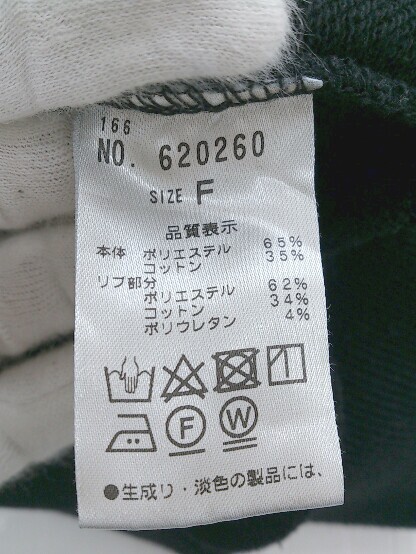 166
NO. 620260
SIZE F
品質表示
本体 ポリエステル 65%
コットン 35%
リブ部分
ポリエステル 62%
コットン 34%
ポリウレタン 4%
F W
●生成り・淡色の製品には、